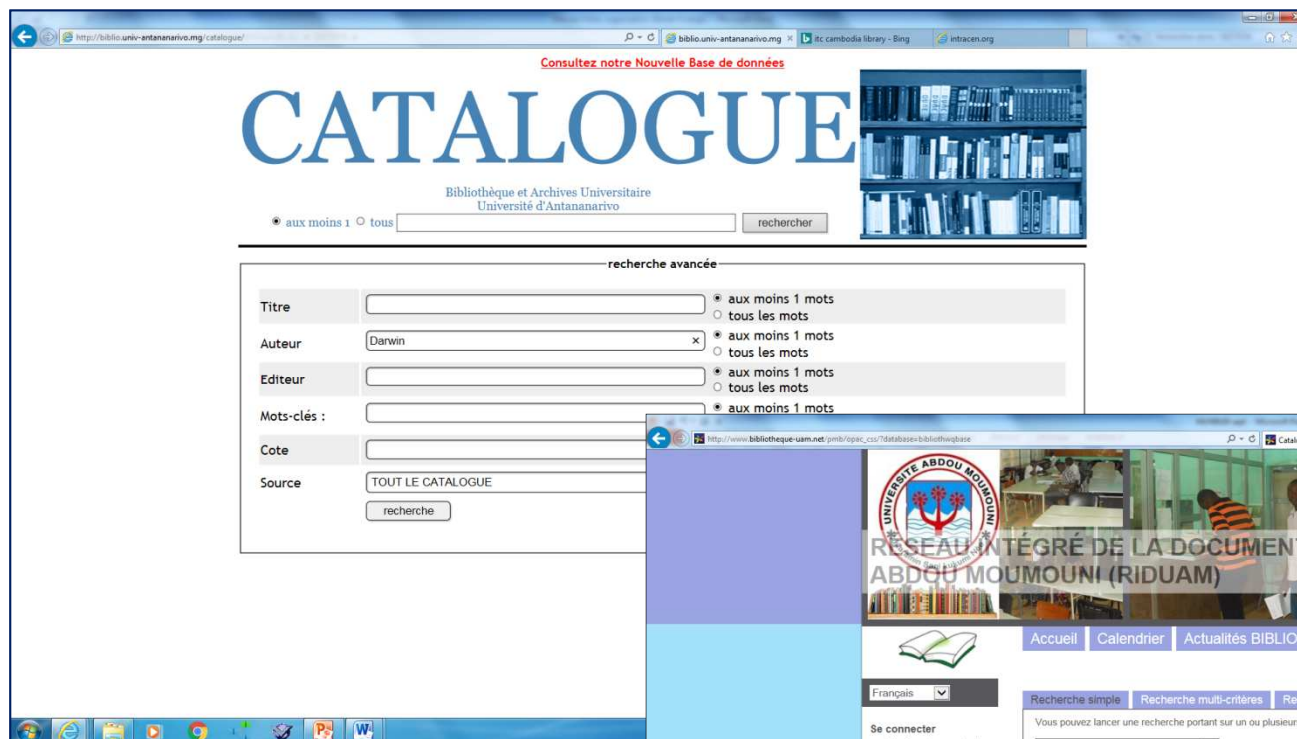 http://biblio.univ-antananarivo.mg/catalogue/
biblio.univ-antananarivo.mg
itc cambodia library - Bing
intracen.org
Consultez notre Nouvelle Base de données
CATALOGUE
Bibliothèque et Archives Universitaire
Université d'Antananarivo
aux moins 1 tous rechercher
recherche avancée
Titre aux moins 1 mots
tous les mots
Auteur Darwin aux moins 1 mots
tous les mots
Editeur aux moins 1 mots
tous les mots
Mots-clés : aux moins 1 mots
Cote
Source TOUT LE CATALOGUE
recherche
http://www.bibliotheque-uam.net/pmb/opac_css/?database=bibliothwqbase
Catal
UNIVERSITE ABDOU MOUMOUNI
RÉSEAU INTÉGRÉ DE LA DOCUMENT
ABDOU MOUMOUNI (RIDUAM)
Accueil Calendrier Actualités BIBLIO
Français
Recherche simple Recherche multi-critères Re
Se connecter
Vous pouvez lancer une recherche portant sur un ou plusieur